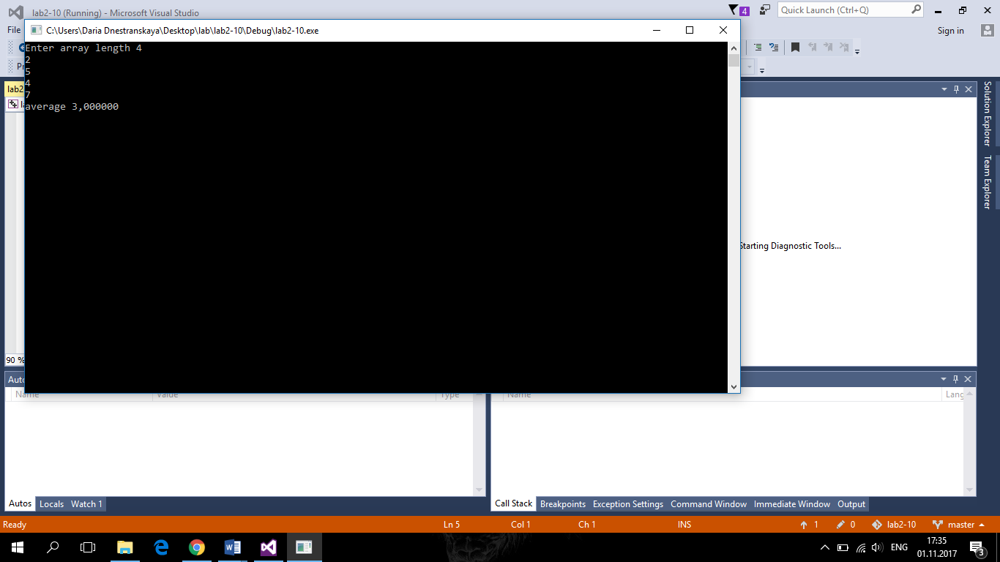 lab2-10 (Running) - Microsoft Visual Studio
4
Quick Launch (Ctrl+Q)
File
C:\Users\Daria Dnestranskaya\Desktop\lab\lab2-10\Debug\lab2-10.exe
Sign in
Enter array length 4
2
5
4
7
average 3,000000
lab2
Solution Explorer
Team Explorer
Starting Diagnostic Tools...
90 %
Auto
Name
Value
Type
Name
Lang
Autos
Locals
Watch 1
Call Stack
Breakpoints
Exception Settings
Command Window
Immediate Window
Output
Ready
Ln 5
Col 1
Ch 1
INS
1
0
lab2-10
master
ENG
17:35
01.11.2017
3